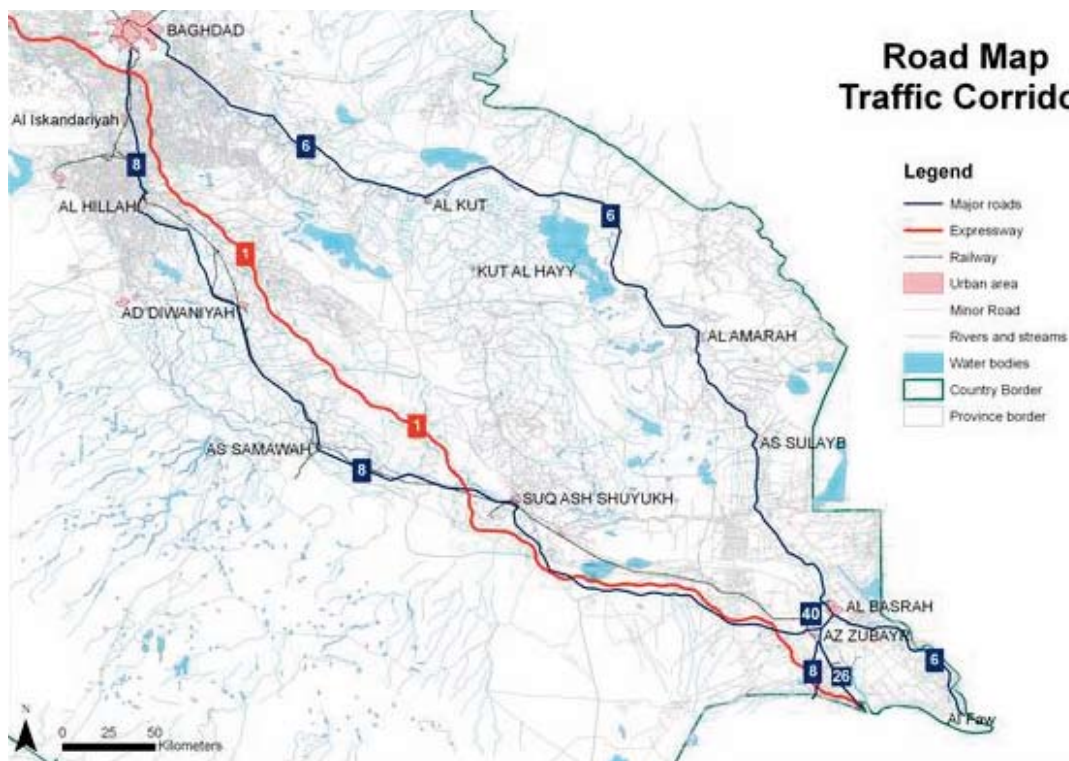 BAGHDAD
Road Map
Traffic Corrido
Al Iskandariyah
6
8
Legend
Major roads
Expressway
Railway
Urban area
Minor Road
Rivers and streams
Water bodies
Country Border
Province border
AL HILLAH
AL KUT
6
1
KUT AL HAYY
AD DIWANIYAH
AL AMARAH
1
AS SAMAWAH
8
AS SULAYB
SUQ ASH SHUYUKH
40
AL BASRAH
AZ ZUBAYR
6
8
26
Al Faw
N
0 25 50
Kilometers